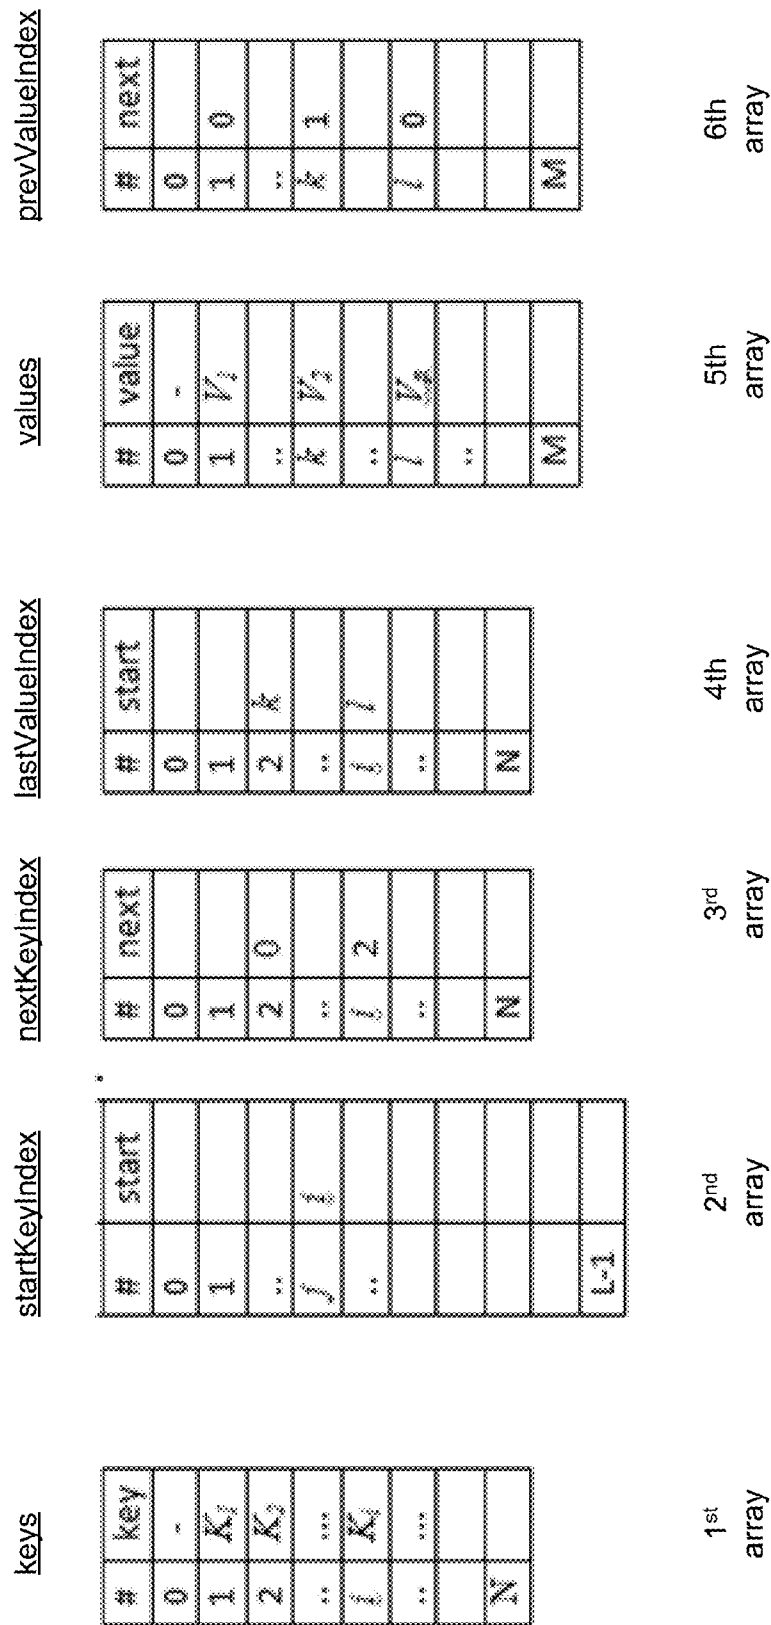 keys
# key
0 -
1 K₁
2 K₂
.. ...
i Kᵢ
.. ...
N
1st
array
startKeyIndex
# start
0
1
..
j i
..
L-1
2nd
array
nextKeyIndex
# next
0
1
2 0
..
i 2
..
N
3rd
array
lastValueIndex
# start
0
1
2 k
..
i l
..
N
4th
array
values
# value
0 -
1 V₁
..
k V₂
..
l
..
M
5th
array
prevValueIndex
# next
0
1 0
..
k 1
l 0
M
6th
array